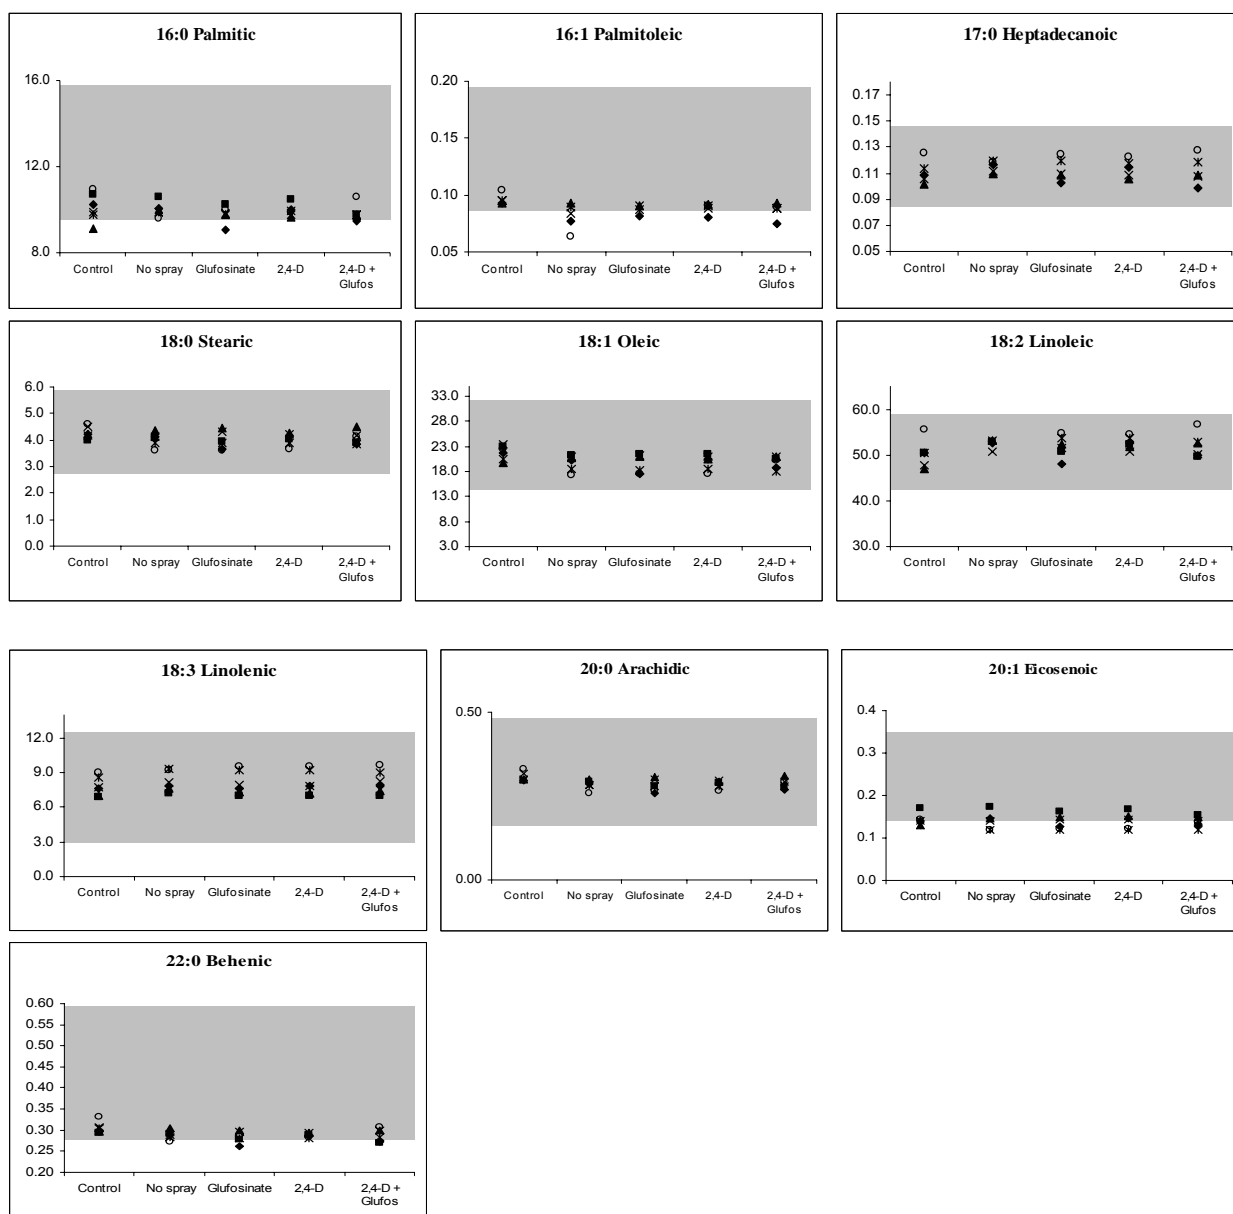 16:0 Palmitic
16.0
12.0
8.0
Control No spray Glufosinate 2,4-D 2,4-D +
Glufos
16:1 Palmitoleic
0.20
0.15
0.10
0.05
Control No spray Glufosinate 2,4-D 2,4-D +
Glufos
17:0 Heptadecanoic
0.17
0.15
0.13
0.11
0.09
0.07
0.05
Control No spray Glufosinate 2,4-D 2,4-D +
Glufos
18:0 Stearic
6.0
5.0
4.0
3.0
2.0
1.0
0.0
Control No spray Glufosinate 2,4-D 2,4-D +
Glufos
18:1 Oleic
33.0
28.0
23.0
18.0
13.0
8.0
3.0
Control No spray Glufosinate 2,4-D 2,4-D +
Glufos
18:2 Linoleic
60.0
50.0
40.0
30.0
Control No spray Glufosinate 2,4-D 2,4-D +
Glufos
18:3 Linolenic
12.0
9.0
6.0
3.0
0.0
Control No spray Glufosinate 2,4-D 2,4-D +
Glufos
20:0 Arachidic
0.50
0.00
Control No spray Glufosinate 2,4-D 2,4-D +
Glufos
20:1 Eicosenoic
0.4
0.3
0.2
0.1
0.0
Control No spray Glufosinate 2,4-D 2,4-D +
Glufos
22:0 Behenic
0.60
0.55
0.50
0.45
0.40
0.35
0.30
0.25
0.20
Control No spray Glufosinate 2,4-D 2,4-D +
Glufos